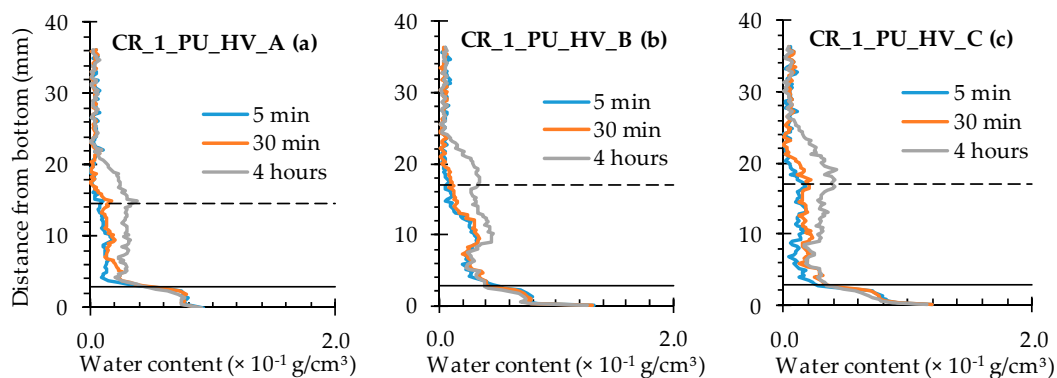 CR_1_PU_HV_A (a)
40
30
20
10
0
Distance from bottom (mm)
5 min
30 min
4 hours
0.0
2.0
Water content (× 10⁻¹ g/cm³)
CR_1_PU_HV_B (b)
40
30
20
10
0
5 min
30 min
4 hours
0.0
2.0
Water content (× 10⁻¹ g/cm³)
CR_1_PU_HV_C (c)
40
30
20
10
0
5 min
30 min
4 hours
0.0
2.0
Water content (× 10⁻¹ g/cm³)